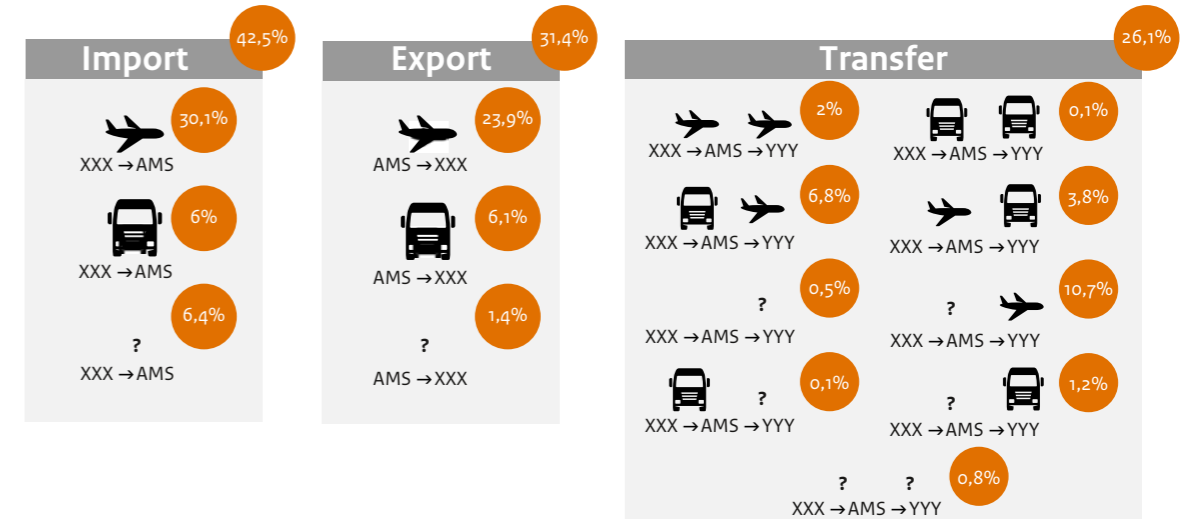 Import
42,5%
30,1%
XXX →AMS
6%
XXX →AMS
6,4%
?
XXX →AMS
Export
31,4%
23,9%
AMS →XXX
6,1%
AMS →XXX
1,4%
?
AMS →XXX
Transfer
26,1%
2%
XXX →AMS →YYY
0,1%
XXX →AMS →YYY
6,8%
XXX →AMS →YYY
3,8%
XXX →AMS →YYY
0,5%
?
XXX →AMS →YYY
10,7%
?
XXX →AMS →YYY
0,1%
?
XXX →AMS →YYY
1,2%
?
XXX →AMS →YYY
0,8%
? ?
XXX →AMS →YYY